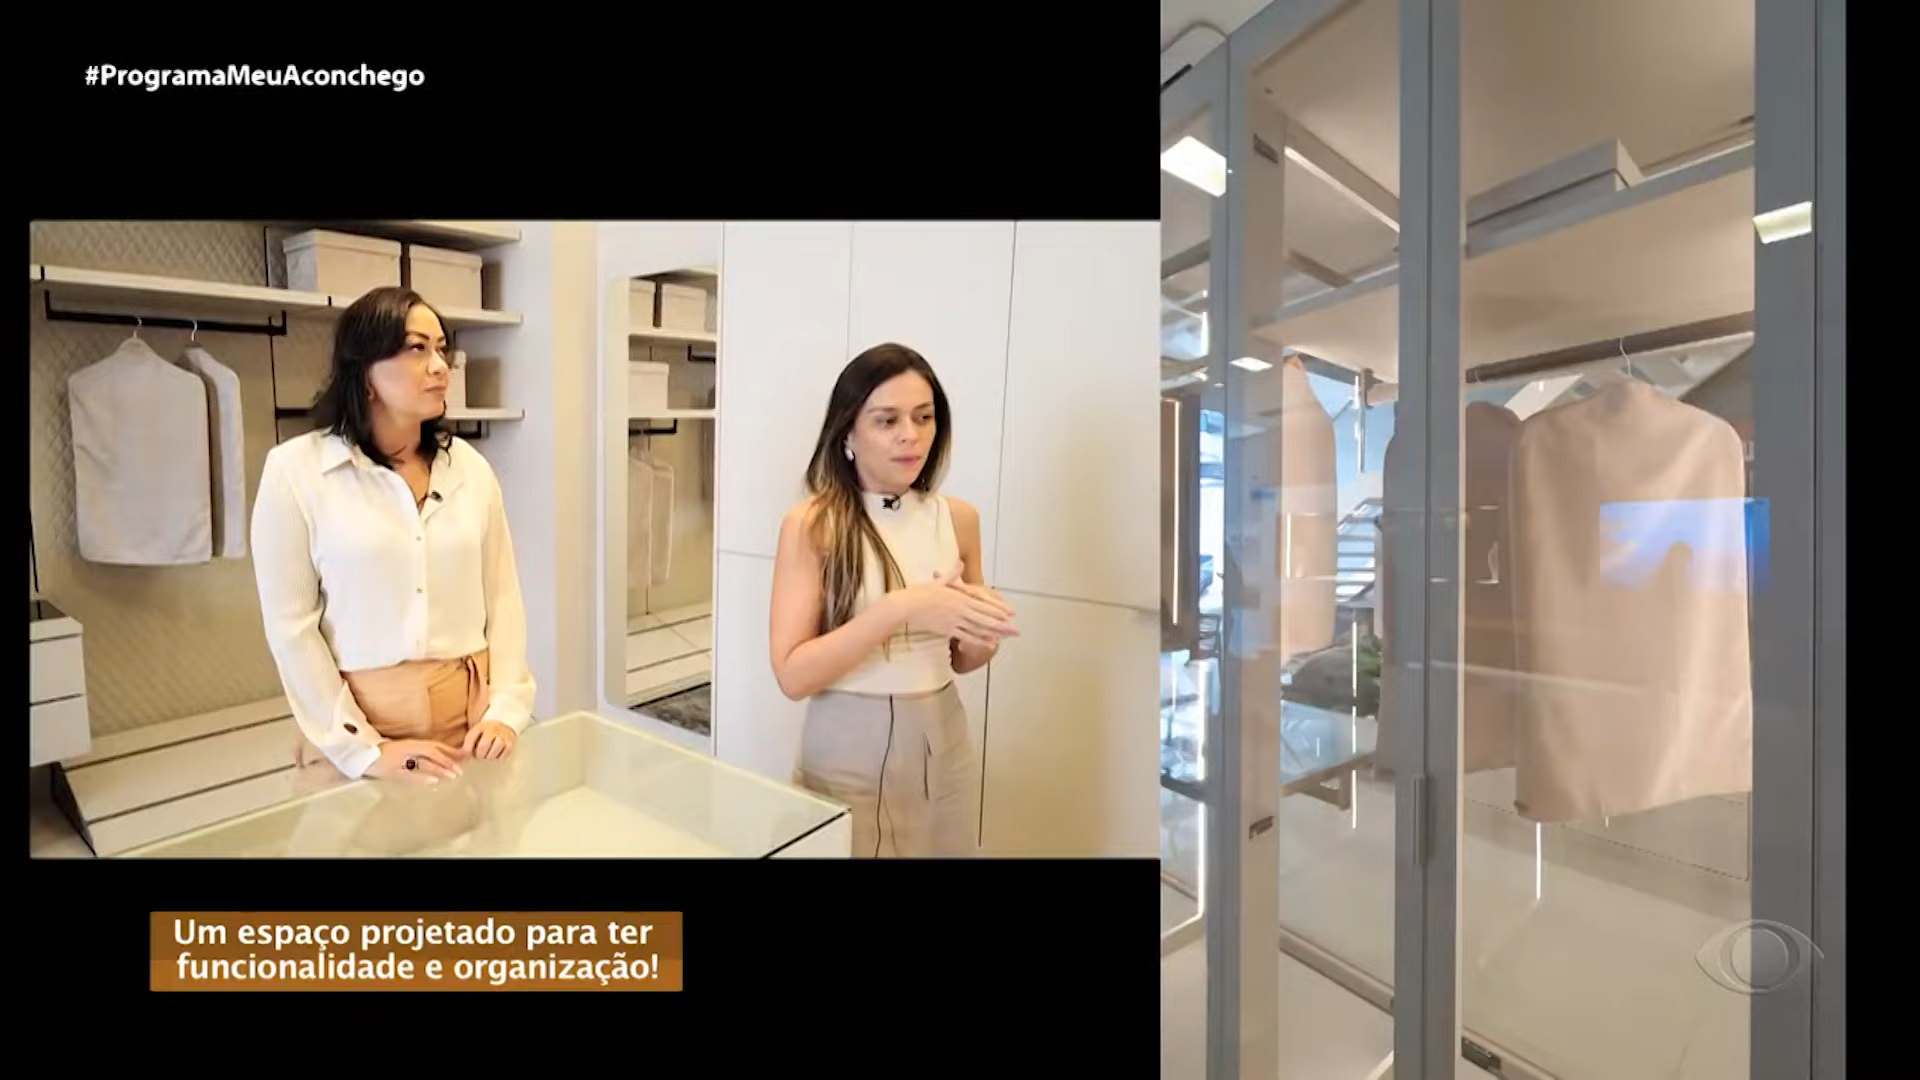 #ProgramaMeuAconchego
Um espaço projetado para ter
funcionalidade e organização!